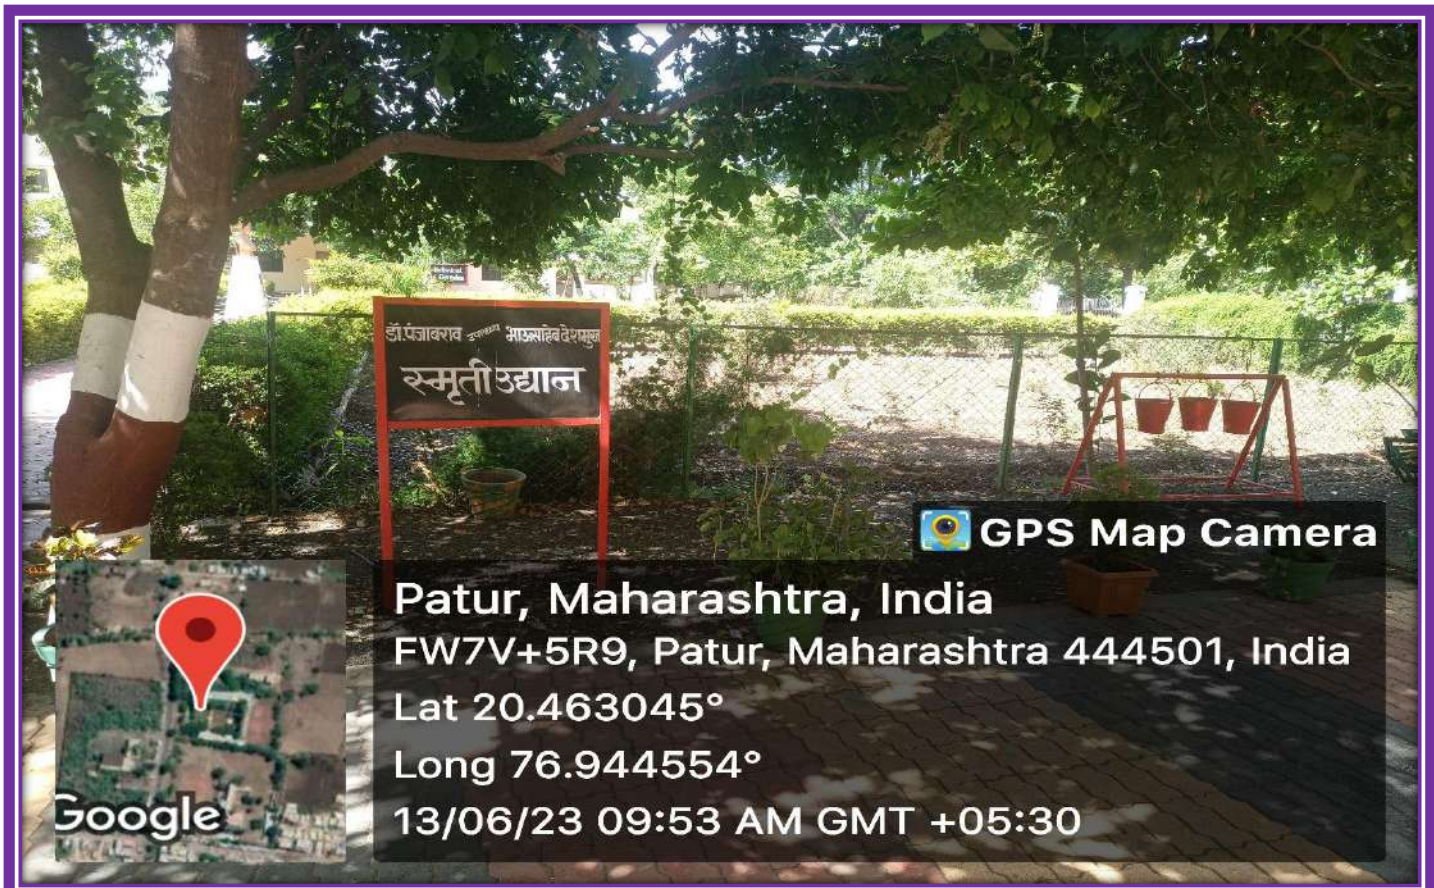 डॉ.पंजाबराव उपाख्य भाऊसाहेब देशमुख
स्मृती उद्यान
GPS Map Camera
Patur, Maharashtra, India
FW7V+5R9, Patur, Maharashtra 444501, India
Lat 20.463045°
Long 76.944554°
13/06/23 09:53 AM GMT +05:30
Google